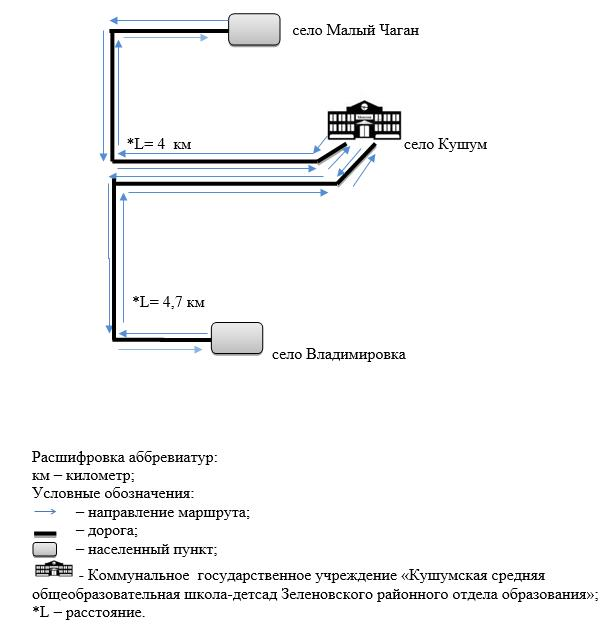 село Малый Чаган
*L= 4 км
село Кушум
*L= 4,7 км
село Владимировка
Расшифровка аббревиатур:
км – километр;
Условные обозначения:
– направление маршрута;
– дорога;
– населенный пункт;
- Коммунальное государственное учреждение «Кушумская средняя
общеобразовательная школа-детсад Зеленовского районного отдела образования»;
*L – расстояние.